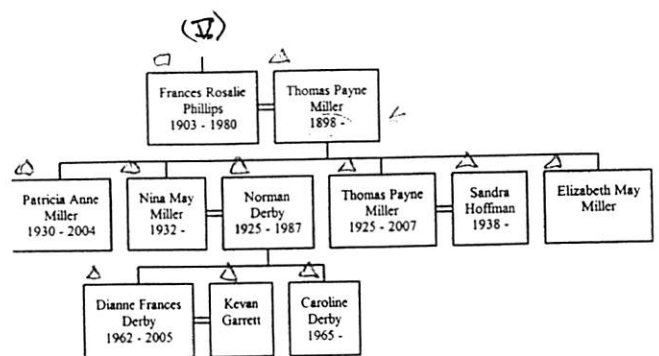 (V)
Frances Rosalie
Phillips
1903 - 1980
Thomas Payne
Miller
1898 -
Patricia Anne
Miller
1930 - 2004
Nina May
Miller
1932 -
Norman
Derby
1925 - 1987
Thomas Payne
Miller
1925 - 2007
Sandra
Hoffman
1938 -
Elizabeth May
Miller
Dianne Frances
Derby
1962 - 2005
Kevan
Garrett
Caroline
Derby
1965 -